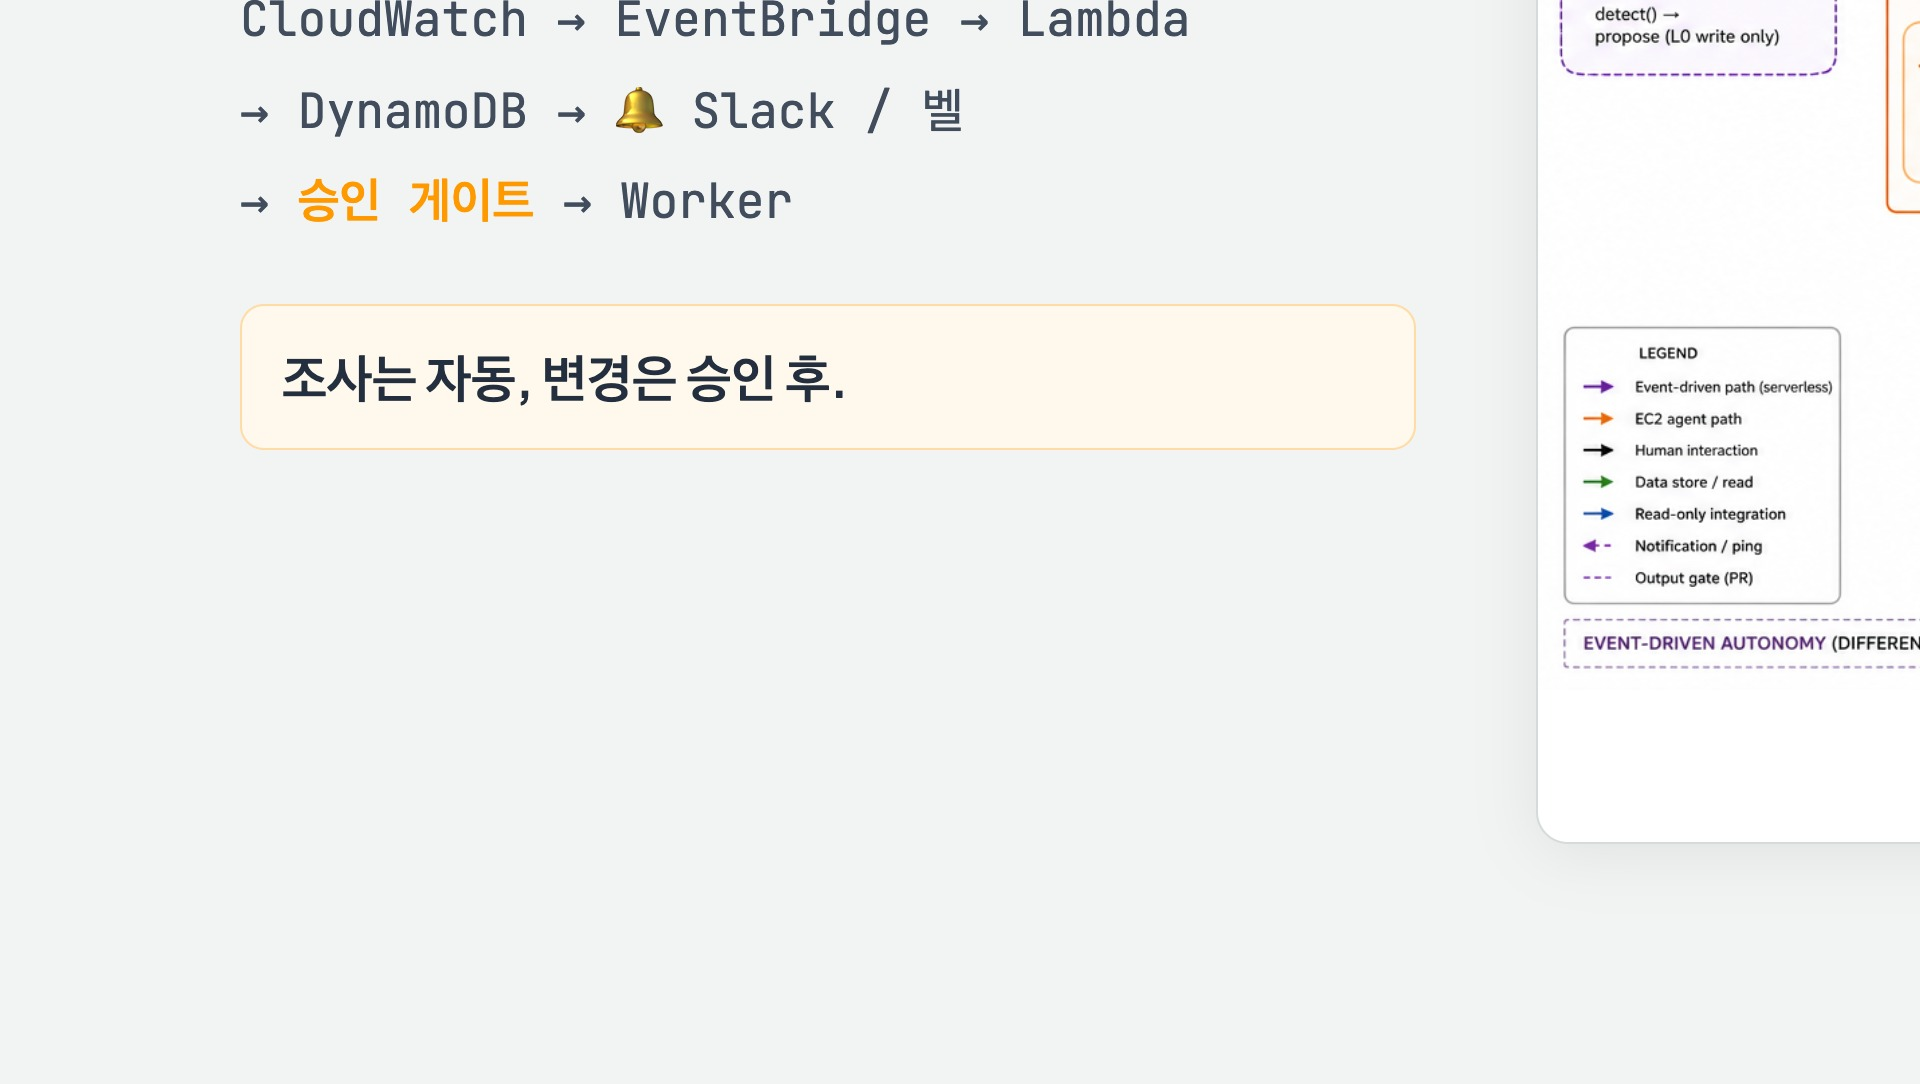 CloudWatch → EventBridge → Lambda
→ DynamoDB → 🔔 Slack / 벨
→ 승인 게이트 → Worker
조사는 자동, 변경은 승인 후.
detect() →
propose (L0 write only)
LEGEND
Event-driven path (serverless)
EC2 agent path
Human interaction
Data store / read
Read-only integration
Notification / ping
Output gate (PR)
EVENT-DRIVEN AUTONOMY (DIFFEREN